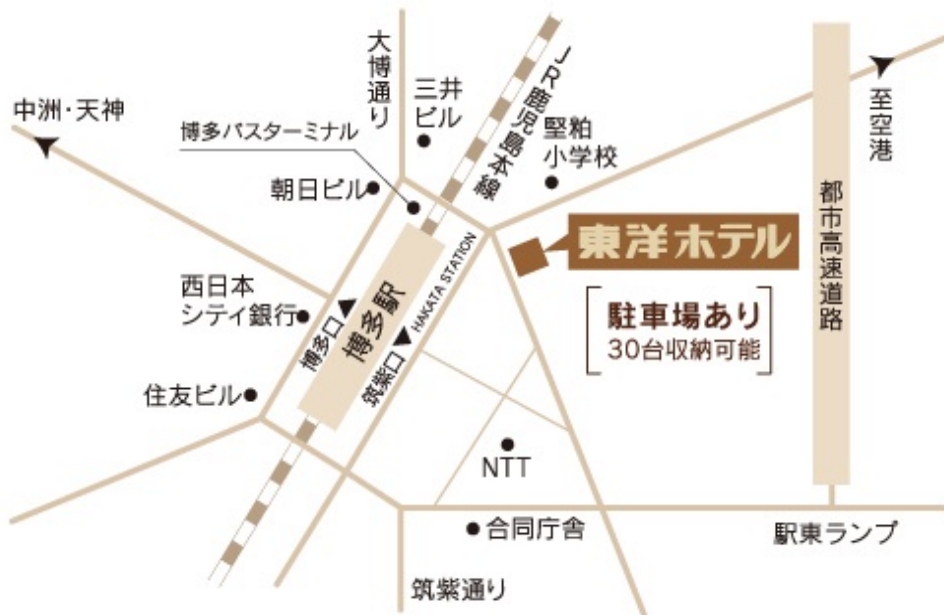 大博通り
三井
ビル
JR鹿児島本線
中洲・天神
博多バスターミナル
堅粕
小学校
至空港
朝日ビル
都市高速道路
東洋ホテル
HAKATA STATION
西日本
シティ銀行
博多口
博多駅
筑紫口
駐車場あり
30台収納可能
住友ビル
NTT
合同庁舎
駅東ランプ
筑紫通り